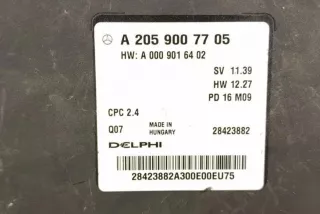 A 205 900 77 05
HW: A 000 901 64 02
SV 11.39
HW 12.27
PD 16 M09
CPC 2.4
Q07
MADE IN
HUNGARY
28423882
DELPHI
28423882A300E00EU75